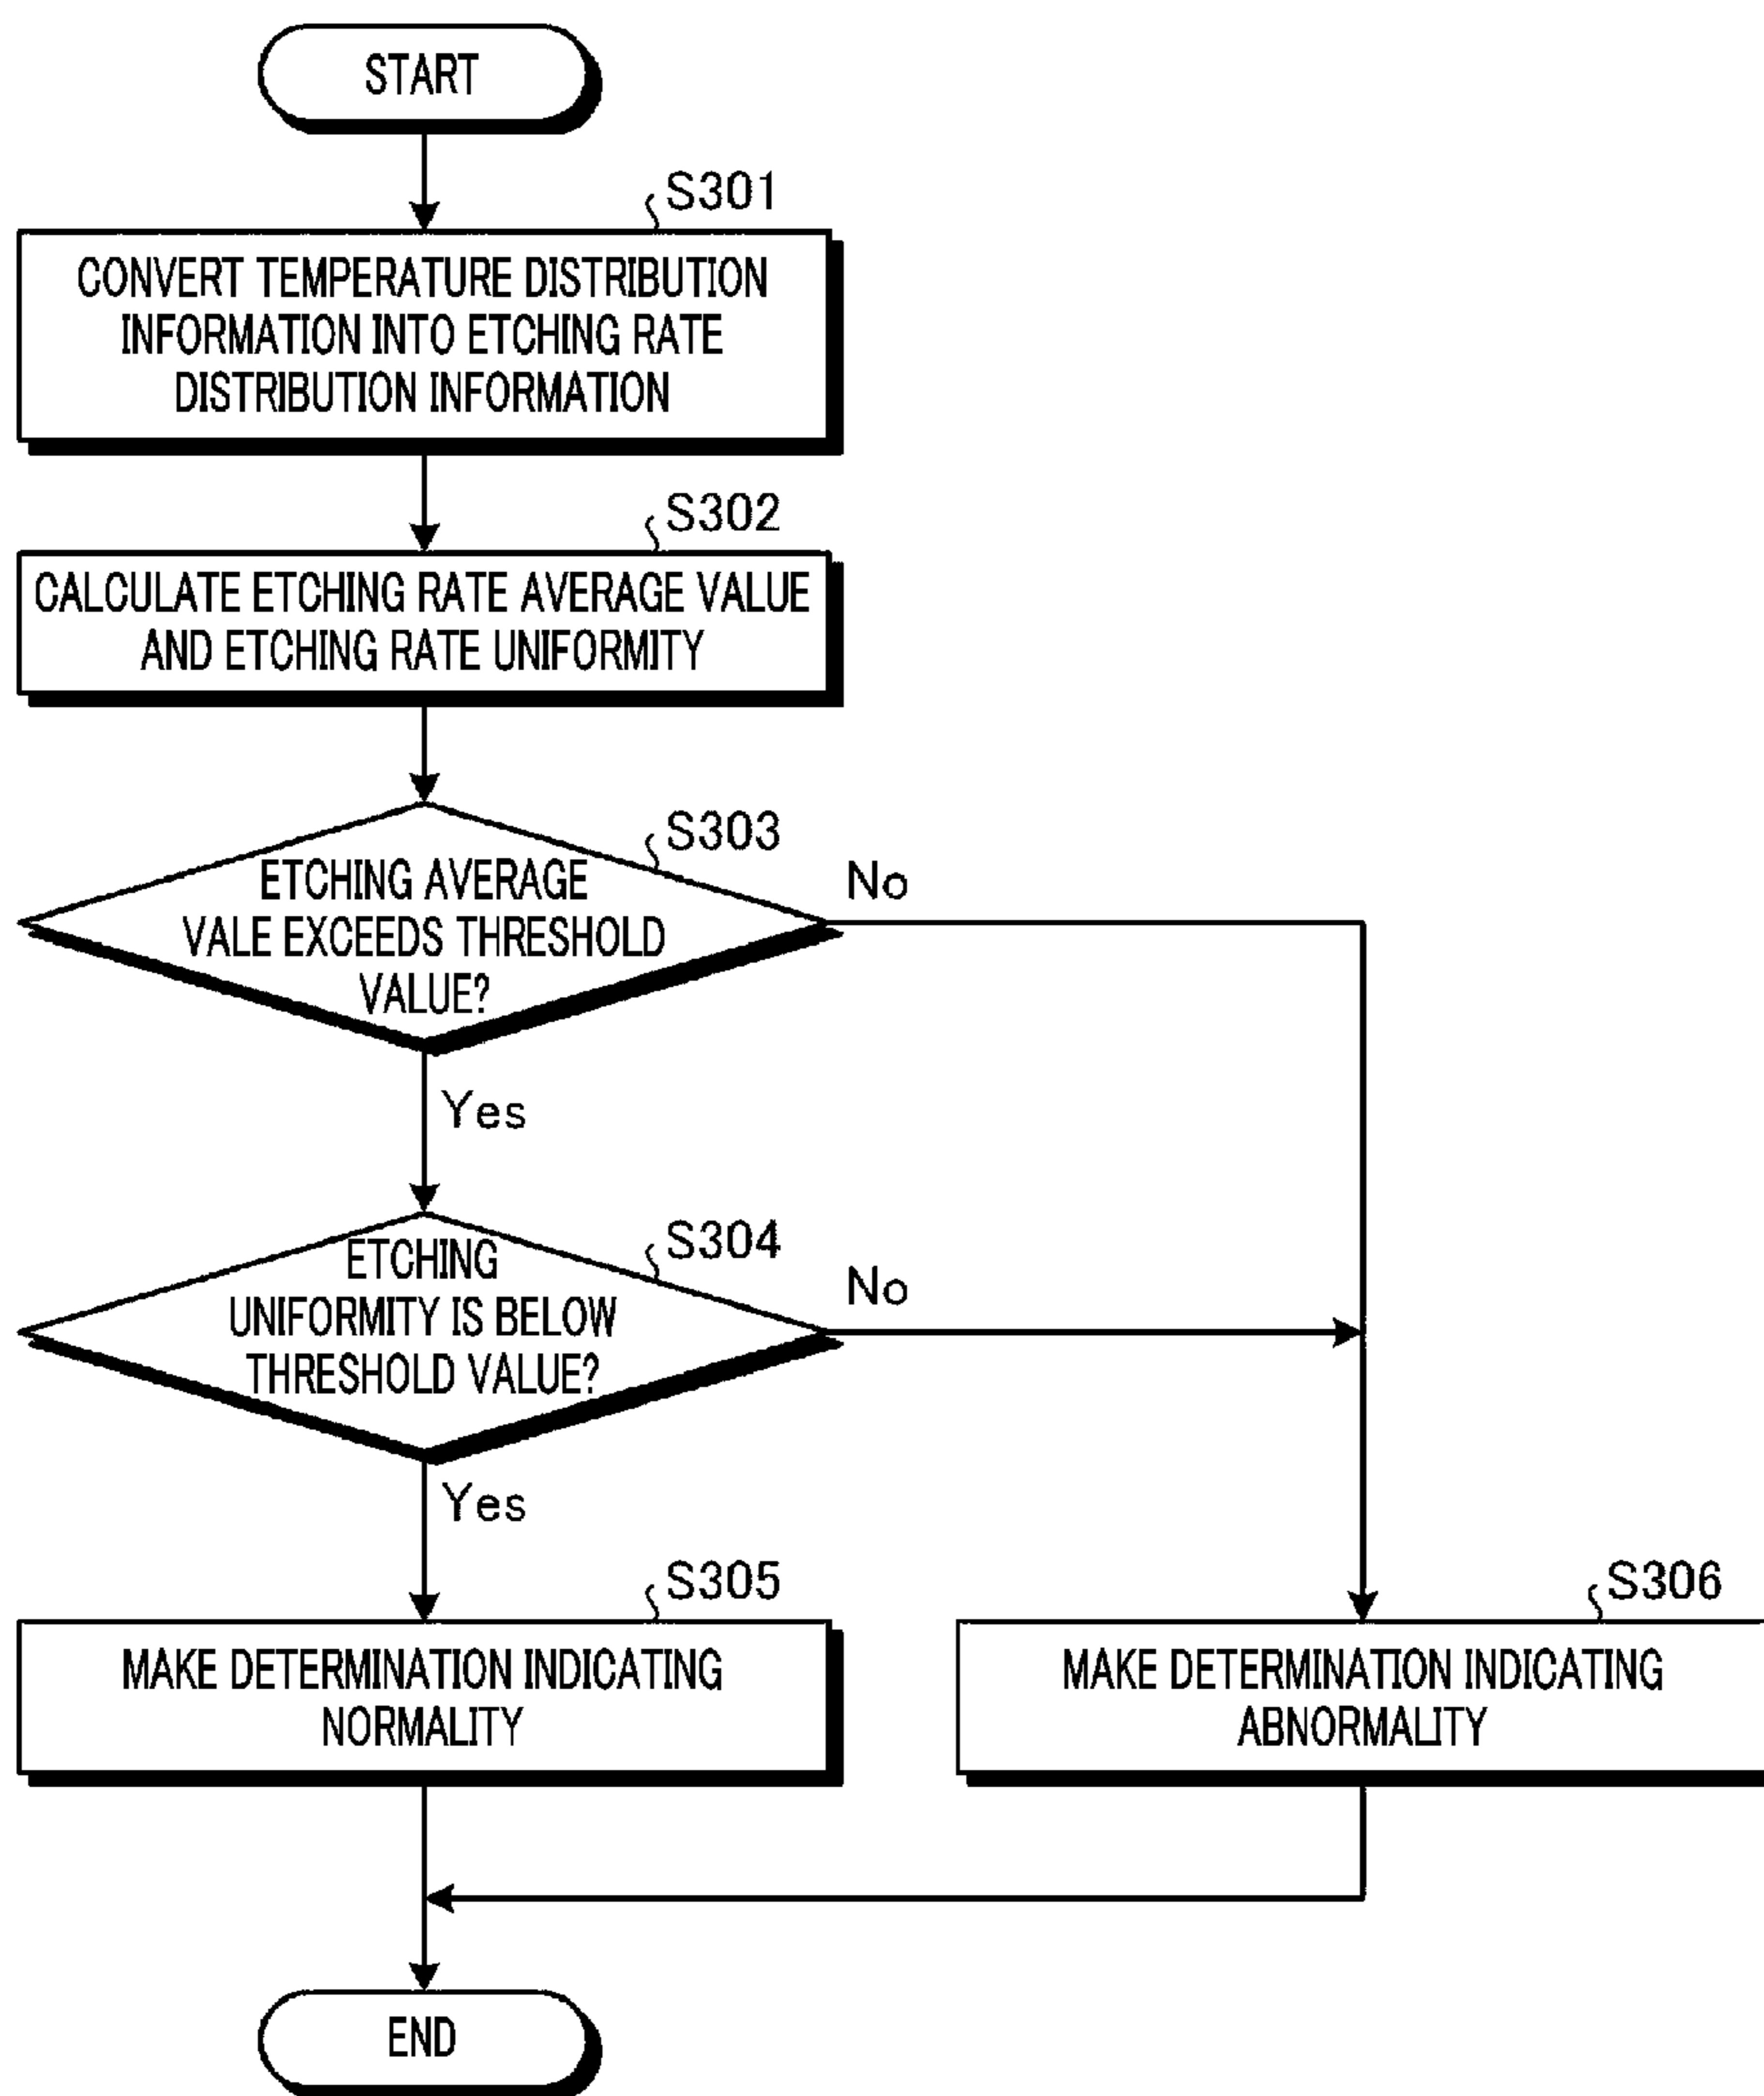 START
S301
CONVERT TEMPERATURE DISTRIBUTION
INFORMATION INTO ETCHING RATE
DISTRIBUTION INFORMATION
S302
CALCULATE ETCHING RATE AVERAGE VALUE
AND ETCHING RATE UNIFORMITY
S303
ETCHING AVERAGE
VALE EXCEEDS THRESHOLD
VALUE?
No
Yes
S304
ETCHING
UNIFORMITY IS BELOW
THRESHOLD VALUE?
No
Yes
S305
MAKE DETERMINATION INDICATING
NORMALITY
S306
MAKE DETERMINATION INDICATING
ABNORMALITY
END